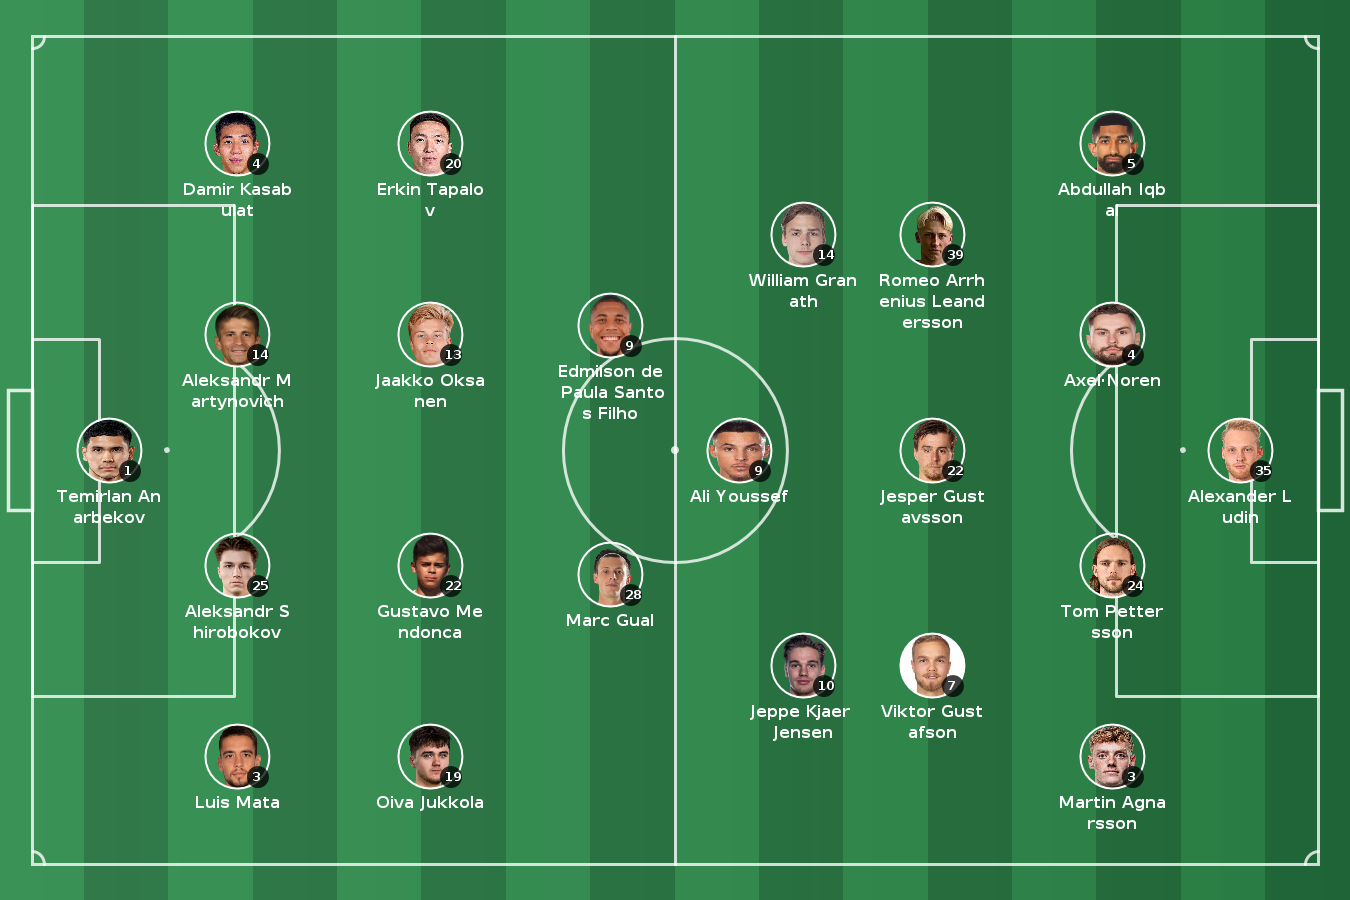 4
Damir Kasab
ulat
20
Erkin Tapalo
v
5
Abdullah Iqb
al
14
William Gran
ath
39
Romeo Arrh
enius Leand
ersson
14
Aleksandr M
artynovich
13
Jaakko Oksa
nen
9
Edmilson de
Paula Santo
s Filho
4
Axel Noren
1
Temirlan An
arbekov
9
Ali Youssef
22
Jesper Gust
avsson
35
Alexander L
udin
25
Aleksandr S
hirobokov
22
Gustavo Me
ndonca
28
Marc Gual
24
Tom Petter
sson
10
Jeppe Kjaer
Jensen
7
Viktor Gust
afson
3
Luis Mata
19
Oiva Jukkola
3
Martin Agna
rsson